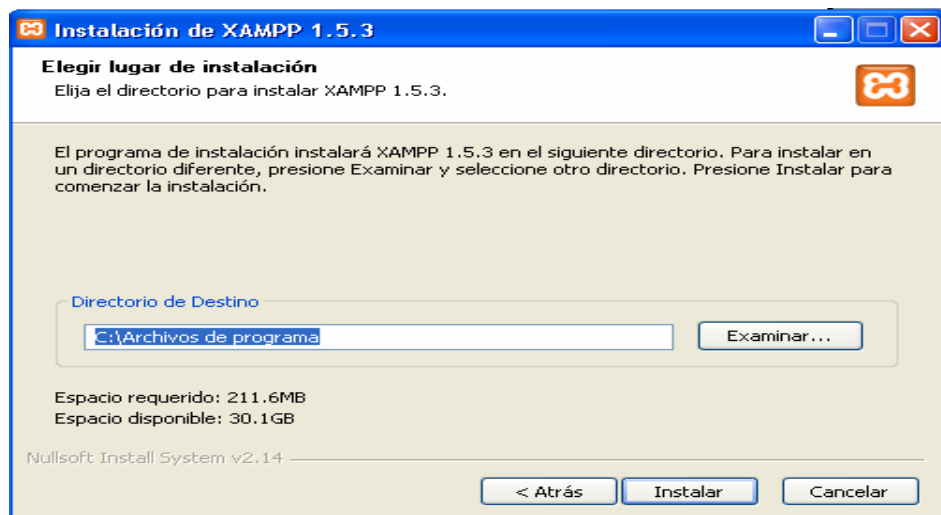 Instalación de XAMPP 1.5.3
Elegir lugar de instalación
Elija el directorio para instalar XAMPP 1.5.3.
El programa de instalación instalará XAMPP 1.5.3 en el siguiente directorio. Para instalar en
un directorio diferente, presione Examinar y seleccione otro directorio. Presione Instalar para
comenzar la instalación.
Directorio de Destino
C:\Archivos de programa
Examinar...
Espacio requerido: 211.6MB
Espacio disponible: 30.1GB
Nullsoft Install System v2.14
< Atrás
Instalar
Cancelar